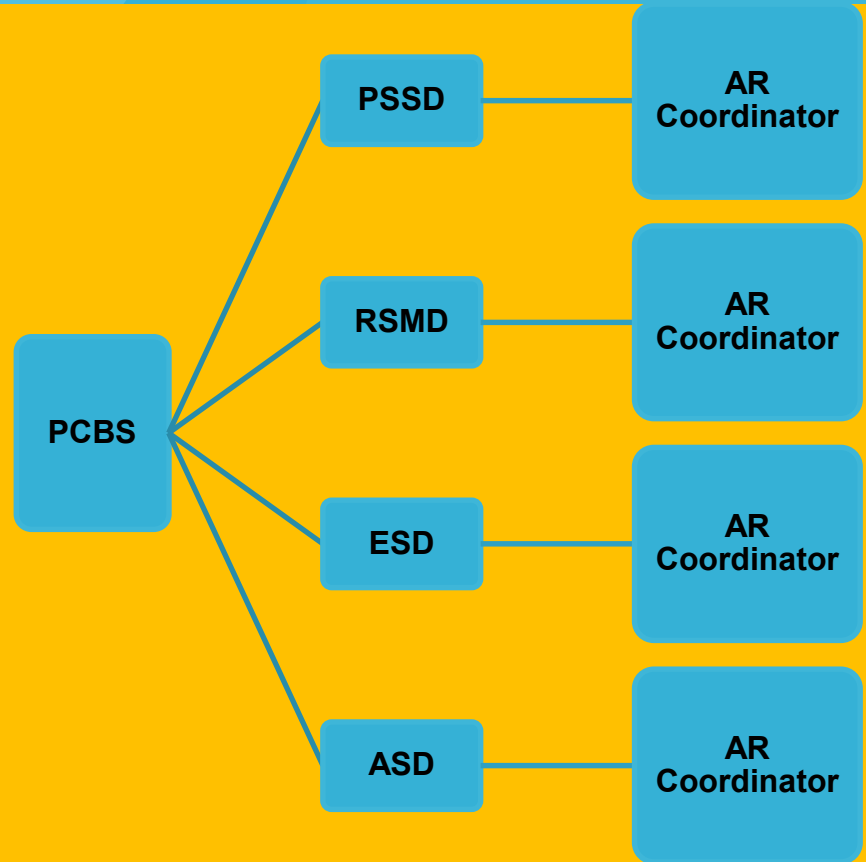 PSSD
AR
Coordinator
RSMD
AR
Coordinator
PCBS
ESD
AR
Coordinator
ASD
AR
Coordinator